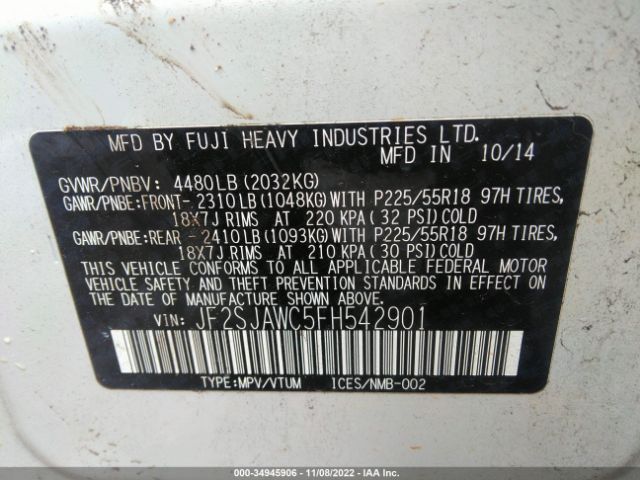 MFD BY FUJI HEAVY INDUSTRIES LTD.
MFD IN 10/14
GVWR/PNBV: 4480LB (2032KG)
GAWR/PNBE:FRONT- 2310LB (1048KG) WITH P225/55R18 97H TIRES,
18X7J RIMS AT 220 KPA ( 32 PSI) COLD
GAWR/PNBE:REAR - 2410LB (1093KG) WITH P225/55R18 97H TIRES,
18X7J RIMS AT 210 KPA ( 30 PSI) COLD
THIS VEHICLE CONFORMS TO ALL APPLICABLE FEDERAL MOTOR
VEHICLE SAFETY AND THEFT PREVENTION STANDARDS IN EFFECT ON
THE DATE OF MANUFACTURE SHOWN ABOVE.
VIN: JF2SJAWC5FH542901
TYPE:MPV/VTUM ICES/NMB-002
000-34945906 - 11/08/2022 - IAAI.COM